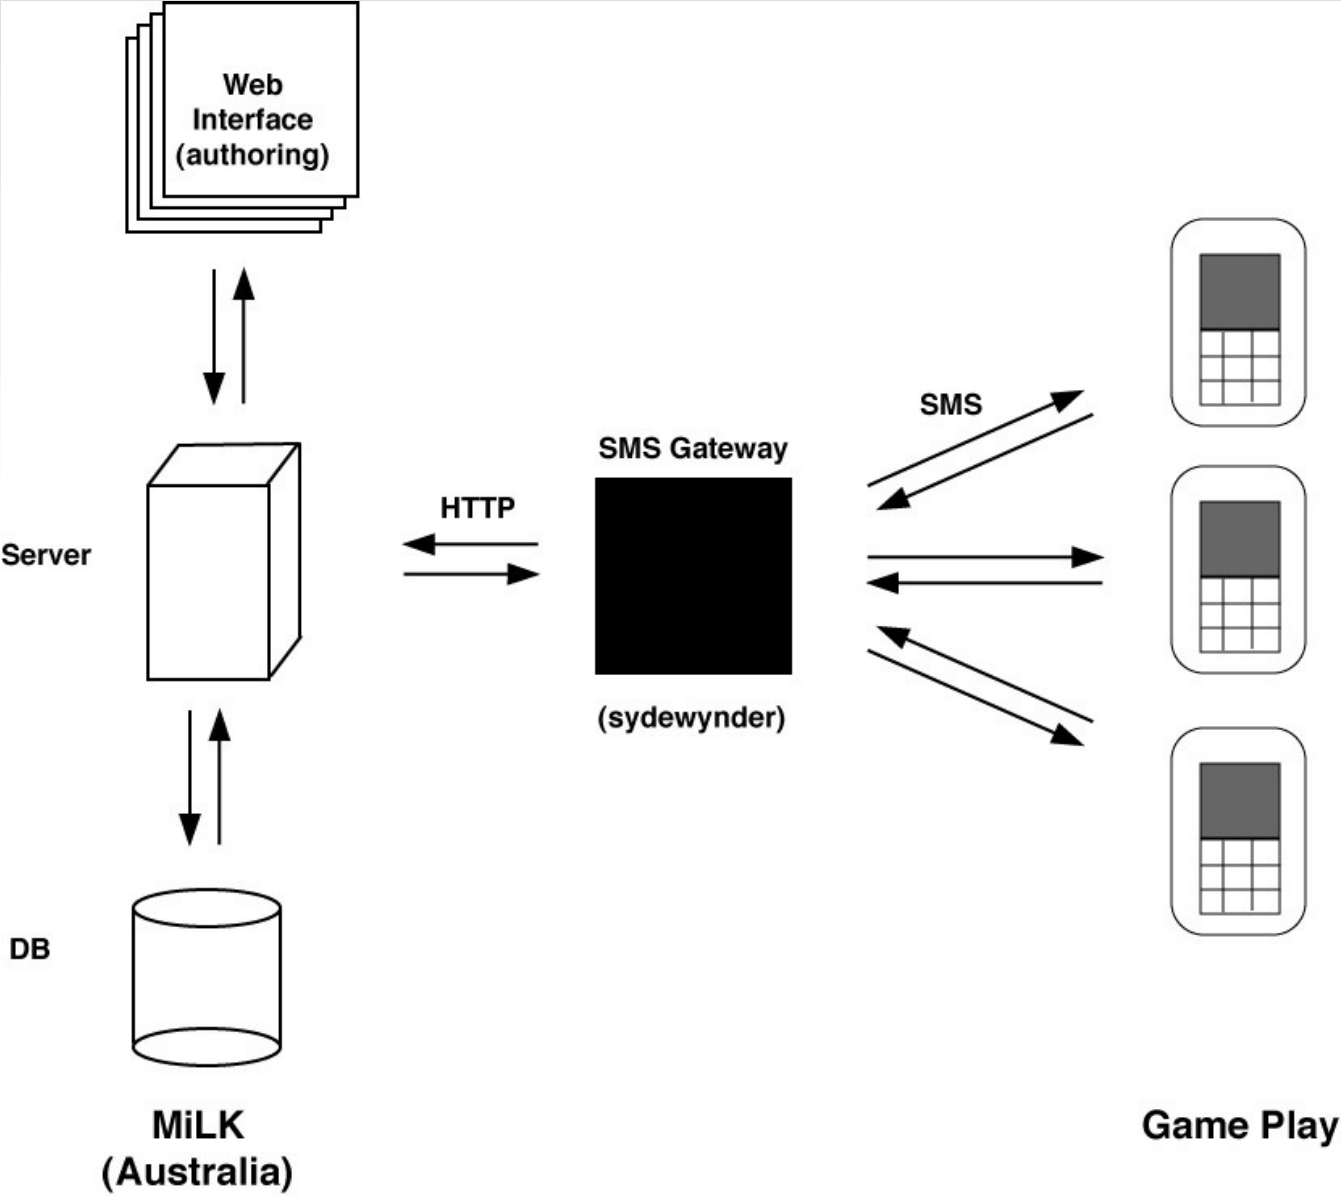 Web
Interface
(authoring)
SMS
SMS Gateway
HTTP
Server
(sydewynder)
DB
MiLK
(Australia)
Game Play